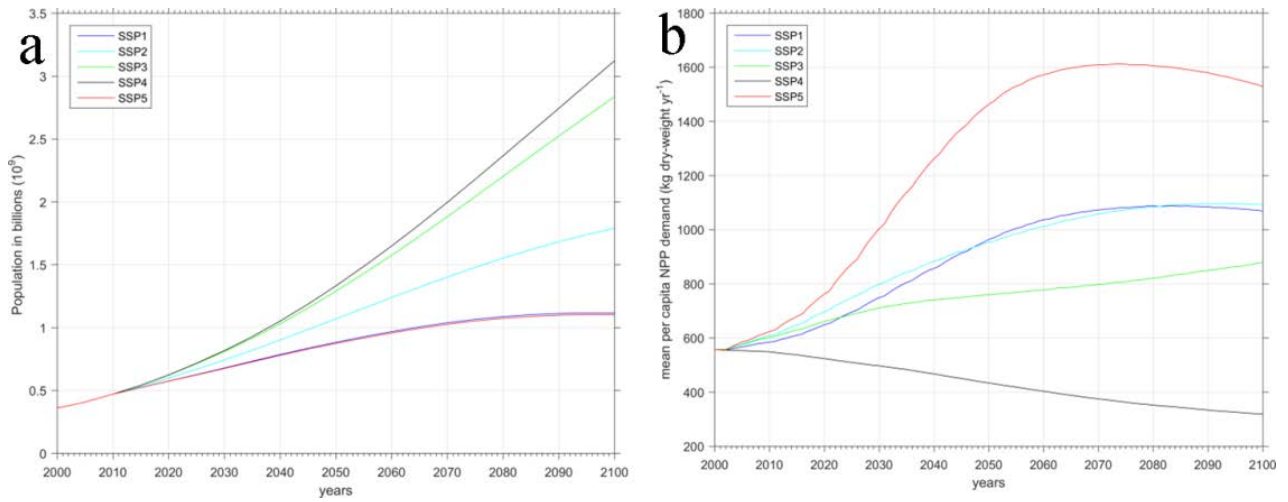 a
SSP1
SSP2
SSP3
SSP4
SSP5
3.5
3
2.5
2
1.5
1
0.5
0
Population in billions (10⁹)
2000 2010 2020 2030 2040 2050 2060 2070 2080 2090 2100
years
b
SSP1
SSP2
SSP3
SSP4
SSP5
1800
1600
1400
1200
1000
800
600
400
200
mean per capita NPP demand (kg dry-weight yr⁻¹)
2000 2010 2020 2030 2040 2050 2060 2070 2080 2090 2100
years